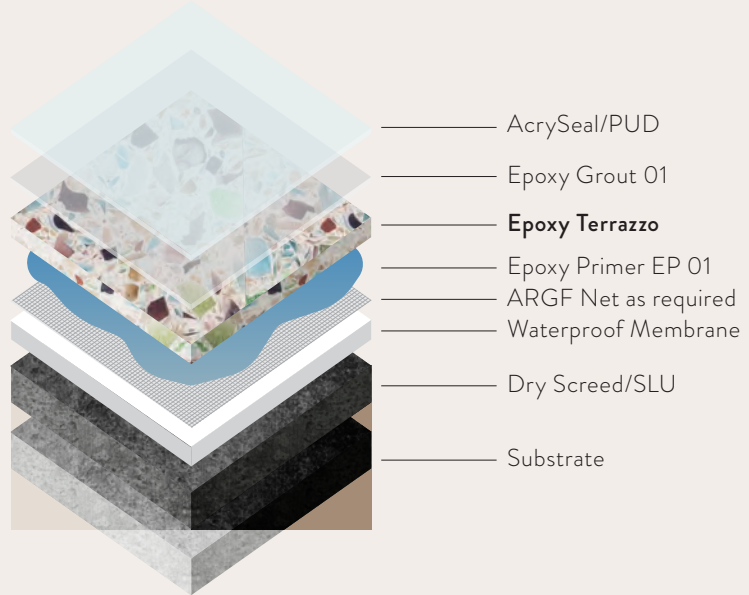 AcrySeal/PUD
Epoxy Grout 01
Epoxy Terrazzo
Epoxy Primer EP 01
ARGF Net as required
Waterproof Membrane
Dry Screed/SLU
Substrate